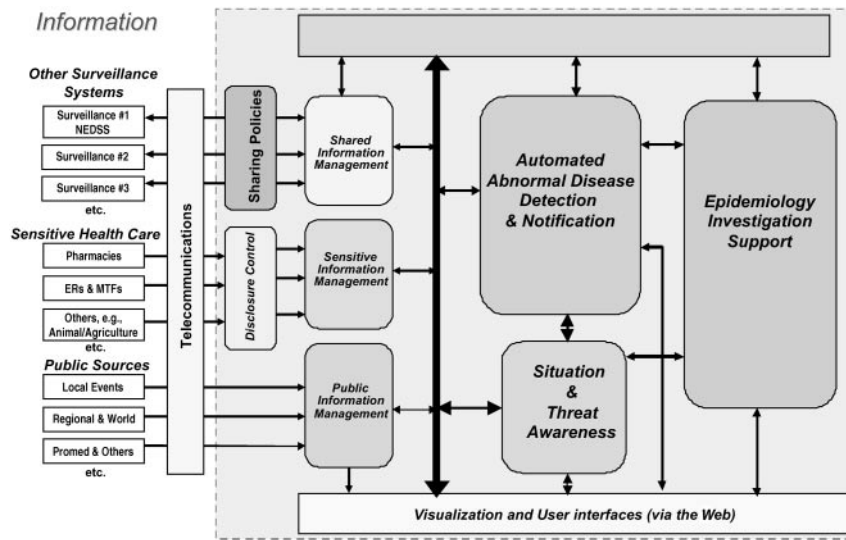 Information
Other Surveillance
Systems
Surveillance #1
NEDSS
Surveillance #2
Surveillance #3
etc.
Sensitive Health Care
Pharmacies
ERs & MTFs
Others, e.g.,
Animal/Agriculture
etc.
Public Sources
Local Events
Regional & World
Promed & Others
etc.
Telecommunications
Sharing Policies
Disclosure Control
Shared
Information
Management
Sensitive
Information
Management
Public
Information
Management
Automated
Abnormal Disease
Detection
& Notification
Situation
&
Threat
Awareness
Epidemiology
Investigation
Support
Visualization and User interfaces (via the Web)